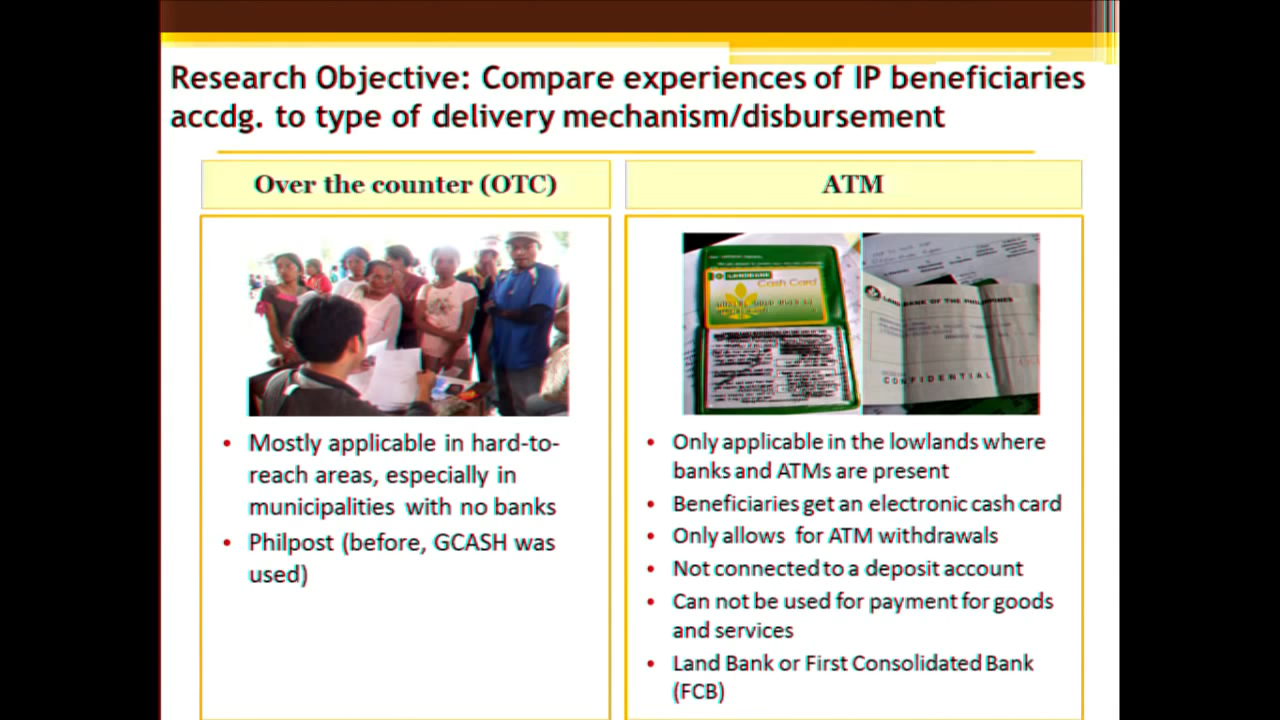 Research Objective: Compare experiences of IP beneficiaries
accdg. to type of delivery mechanism/disbursement
Over the counter (OTC)
ATM
LANDBANK
Cash Card
LAND BANK OF THE PHILIPPINES
CONFIDENTIAL
• Mostly applicable in hard-to-
reach areas, especially in
municipalities with no banks
• Philpost (before, GCASH was
used)
• Only applicable in the lowlands where
banks and ATMs are present
• Beneficiaries get an electronic cash card
• Only allows for ATM withdrawals
• Not connected to a deposit account
• Can not be used for payment for goods
and services
• Land Bank or First Consolidated Bank
(FCB)